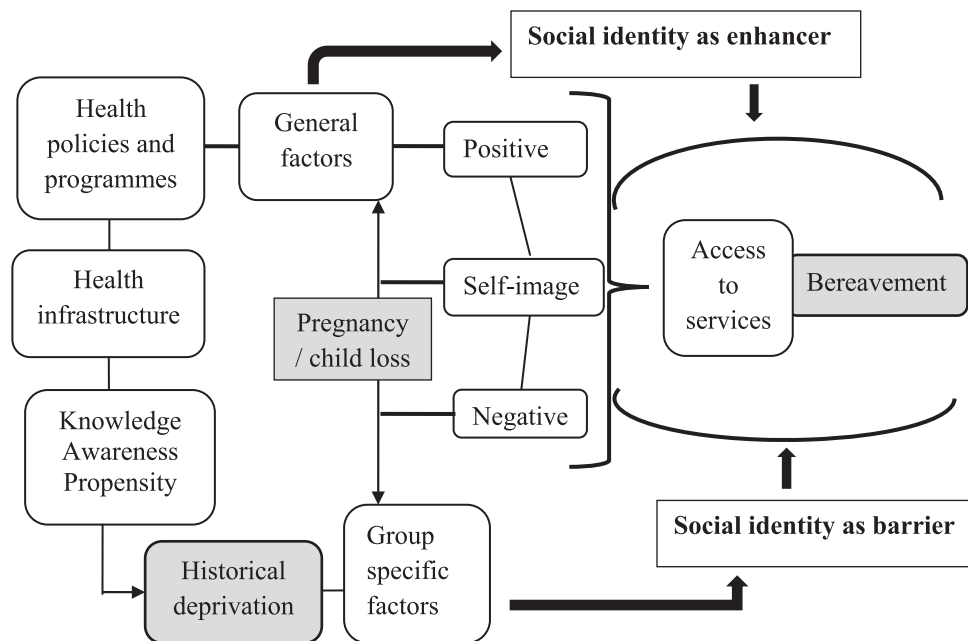 Social identity as enhancer
Health
policies and
programmes
General
factors
Positive
Health
infrastructure
Self-image
Access
to
services
Bereavement
Pregnancy
/ child loss
Negative
Knowledge
Awareness
Propensity
Social identity as barrier
Historical
deprivation
Group
specific
factors